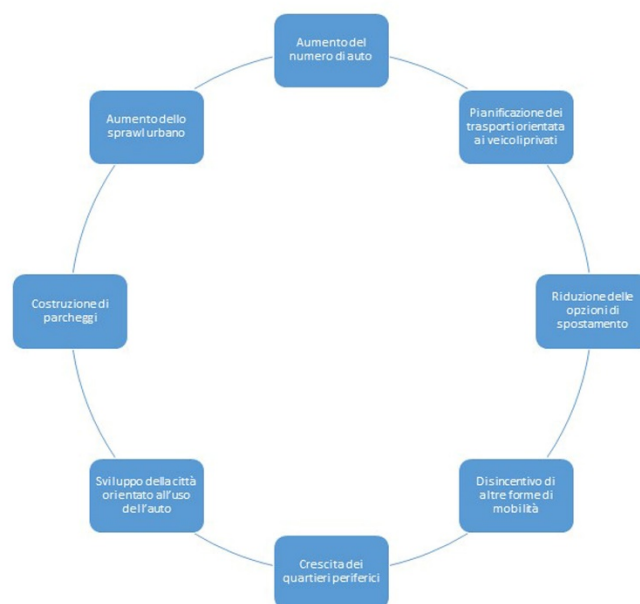 Aumento del
numero di auto
Pianificazione dei
trasporti orientata
ai veicoli privati
Riduzione delle
opzioni di
spostamento
Disincentivo di
altre forme di
mobilità
Crescita dei
quartieri periferici
Sviluppo della città
orientato all'uso
dell'auto
Costruzione di
parcheggi
Aumento dello
sprawl urbano